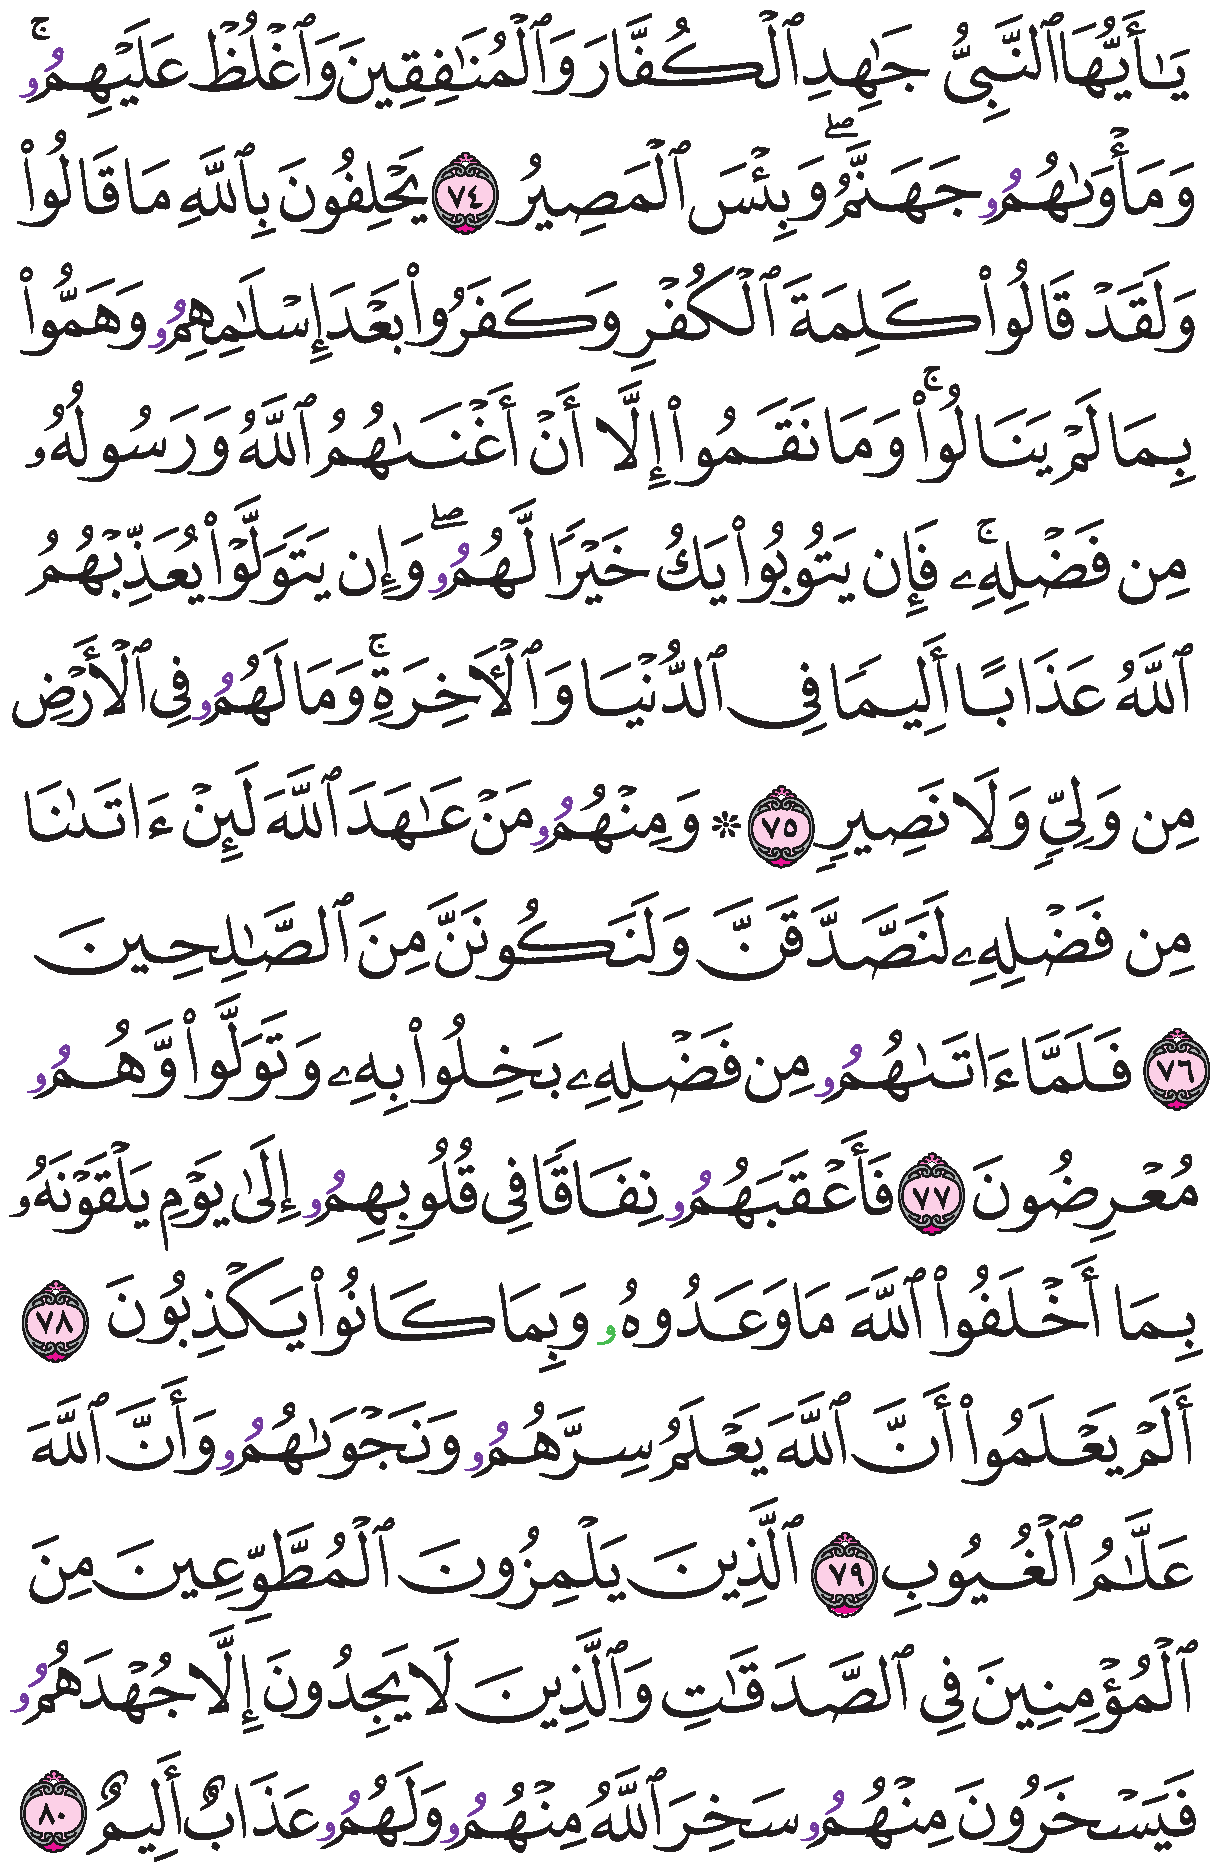 يَـٰٓأَيُّهَا ٱلنَّبِىُّ جَـٰهِدِ ٱلْكُفَّارَ وَٱلْمُنَـٰفِقِينَ وَٱغْلُظْ عَلَيْهِمُۥ ۚ
وَمَأْوَىٰهُمُۥ جَهَنَّمُ ۖ وَبِئْسَ ٱلْمَصِيرُ ٧٤ يَحْلِفُونَ بِٱللَّهِ مَا قَالُوا۟
وَلَقَدْ قَالُوا۟ كَلِمَةَ ٱلْكُفْرِ وَكَفَرُوا۟ بَعْدَ إِسْلَـٰمِهِمُۥ وَهَمُّوا۟
بِمَا لَمْ يَنَالُوا۟ ۚ وَمَا نَقَمُوٓا۟ إِلَّآ أَنْ أَغْنَىٰهُمُ ٱللَّهُ وَرَسُولُهُۥ
مِن فَضْلِهِۦ ۚ فَإِن يَتُوبُوا۟ يَكُ خَيْرًا لَّهُمُۥ ۖ وَإِن يَتَوَلَّوْا۟ يُعَذِّبْهُمُ
ٱللَّهُ عَذَابًا أَلِيمًا فِى ٱلدُّنْيَا وَٱلْـَٔاخِرَةِ ۚ وَمَا لَهُمُۥ فِى ٱلْأَرْضِ
مِن وَلِىٍّ وَلَا نَصِيرٍ ٧٥ ۞ وَمِنْهُمُۥ مَنْ عَـٰهَدَ ٱللَّهَ لَئِنْ ءَاتَىٰنَا
مِن فَضْلِهِۦ لَنَصَّدَّقَنَّ وَلَنَكُونَنَّ مِنَ ٱلصَّـٰلِحِينَ
٧٦ فَلَمَّآ ءَاتَىٰهُمُۥ مِن فَضْلِهِۦ بَخِلُوا۟ بِهِۦ وَتَوَلَّوا۟ وَّهُمُۥ
مُعْرِضُونَ ٧٧ فَأَعْقَبَهُمُۥ نِفَاقًا فِى قُلُوبِهِمُۥ إِلَىٰ يَوْمِ يَلْقَوْنَهُۥ
بِمَآ أَخْلَفُوا۟ ٱللَّهَ مَا وَعَدُوهُۥ وَبِمَا كَانُوا۟ يَكْذِبُونَ ٧٨
أَلَمْ يَعْلَمُوٓا۟ أَنَّ ٱللَّهَ يَعْلَمُ سِرَّهُمُۥ وَنَجْوَىٰهُمُۥ وَأَنَّ ٱللَّهَ
عَلَّـٰمُ ٱلْغُيُوبِ ٧٩ ٱلَّذِينَ يَلْمِزُونَ ٱلْمُطَّوِّعِينَ مِنَ
ٱلْمُؤْمِنِينَ فِى ٱلصَّدَقَـٰتِ وَٱلَّذِينَ لَا يَجِدُونَ إِلَّا جُهْدَهُمُۥ
فَيَسْخَرُونَ مِنْهُمُۥ سَخِرَ ٱللَّهُ مِنْهُمُۥ وَلَهُمُۥ عَذَابٌ أَلِيمٌ ٨٠